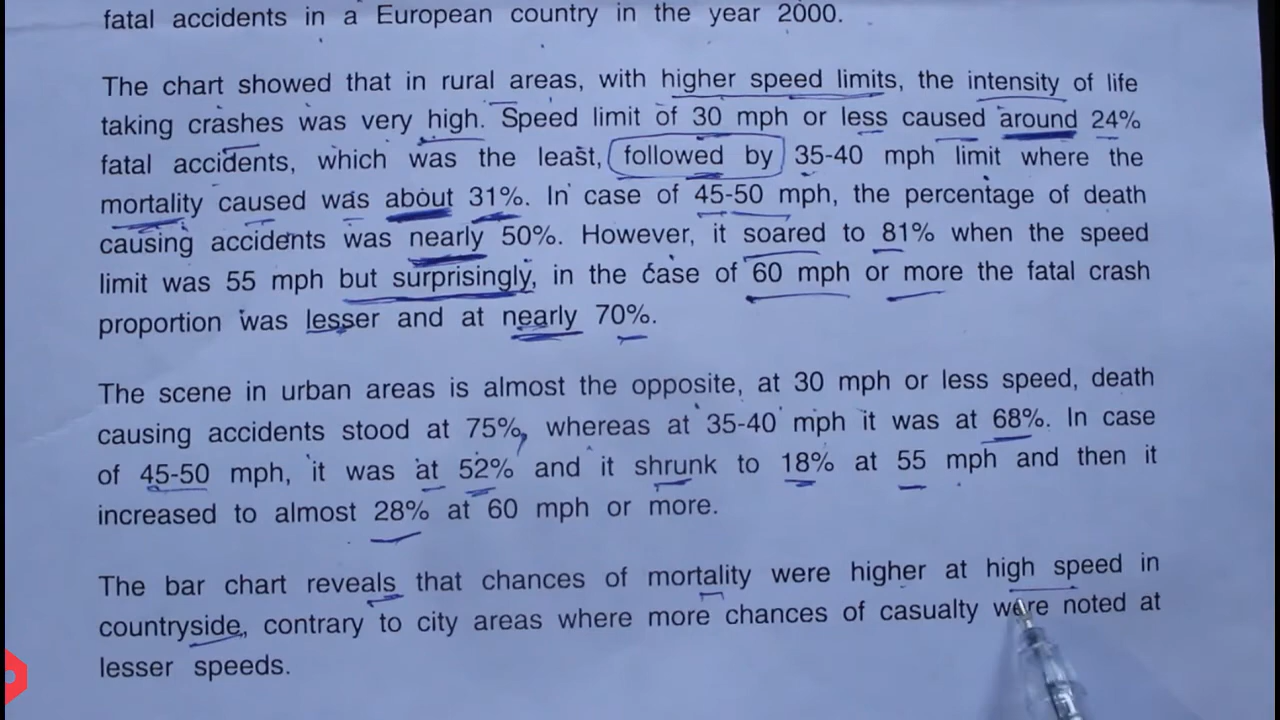 fatal accidents in a European country in the year 2000.
The chart showed that in rural areas, with higher speed limits, the intensity of life
taking crashes was very high. Speed limit of 30 mph or less caused around 24%
fatal accidents, which was the least, followed by 35-40 mph limit where the
mortality caused was about 31%. In case of 45-50 mph, the percentage of death
causing accidents was nearly 50%. However, it soared to 81% when the speed
limit was 55 mph but surprisingly, in the case of 60 mph or more the fatal crash
proportion was lesser and at nearly 70%.
The scene in urban areas is almost the opposite, at 30 mph or less speed, death
causing accidents stood at 75%, whereas at 35-40 mph it was at 68%. In case
of 45-50 mph, it was at 52% and it shrunk to 18% at 55 mph and then it
increased to almost 28% at 60 mph or more.
The bar chart reveals that chances of mortality were higher at high speed in
countryside, contrary to city areas where more chances of casualty were noted at
lesser speeds.